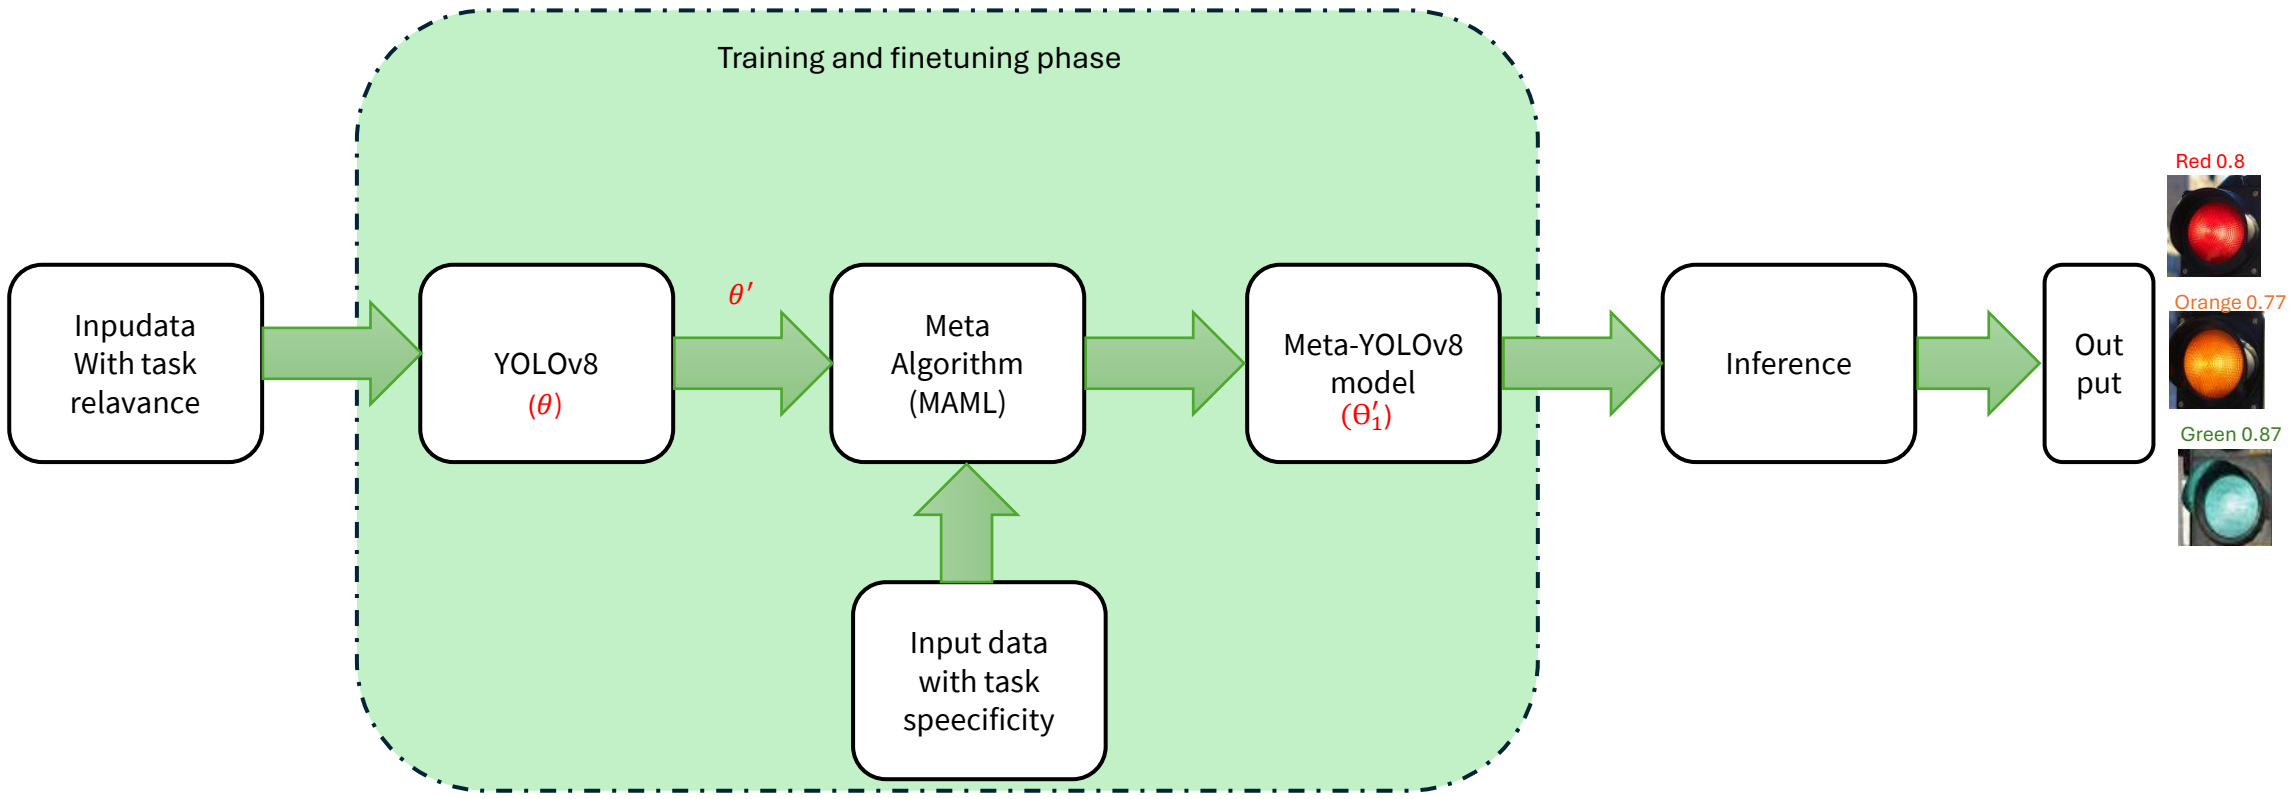 Training and finetuning phase
Inpudata
With task
relavance
YOLOv8
(θ)
θ′
Meta
Algorithm
(MAML)
Input data
with task
speecificity
Meta-YOLOv8
model
(Θ′₁)
Inference
Out
put
Red 0.8
Orange 0.77
Green 0.87